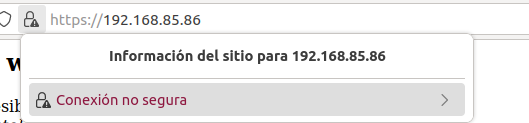 https://192.168.85.86
Información del sitio para 192.168.85.86
Conexión no segura